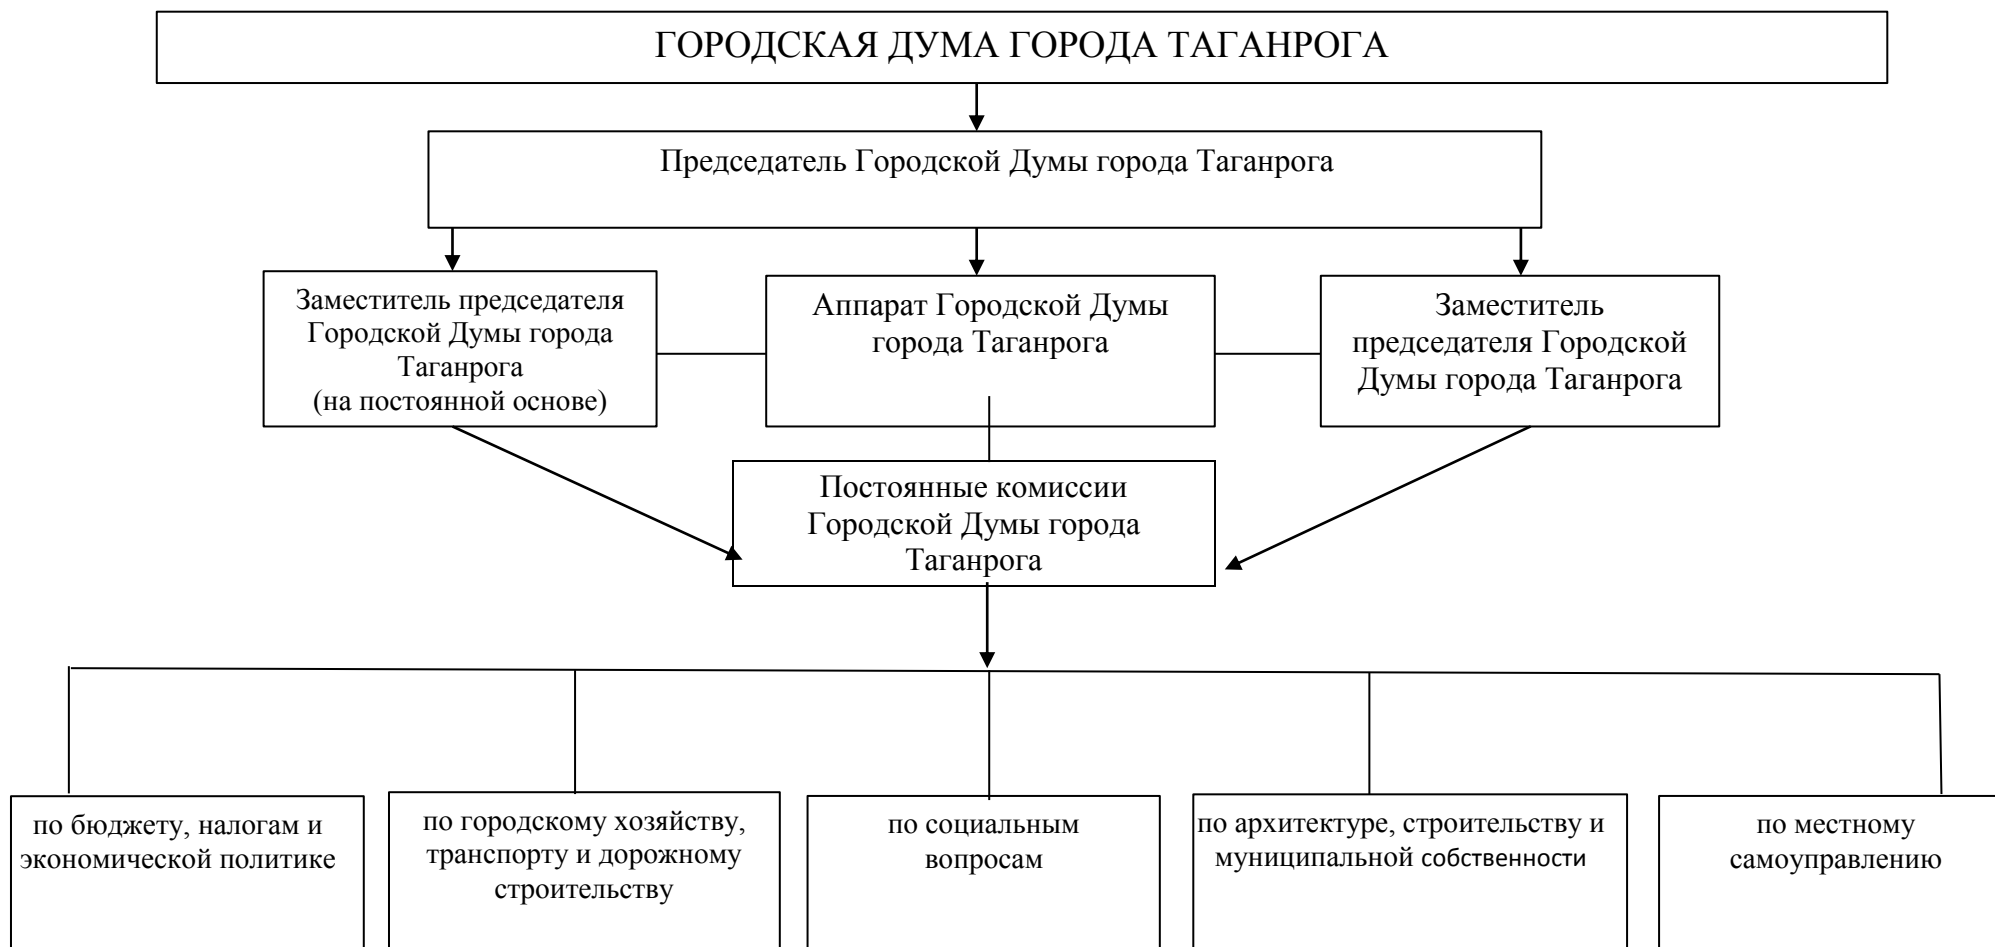 ГОРОДСКАЯ ДУМА ГОРОДА ТАГАНРОГА
Председатель Городской Думы города Таганрога
Заместитель председателя
Городской Думы города
Таганрога
(на постоянной основе)
Аппарат Городской Думы
города Таганрога
Заместитель
председателя Городской
Думы города Таганрога
Постоянные комиссии
Городской Думы города
Таганрога
по бюджету, налогам и
экономической политике
по городскому хозяйству,
транспорту и дорожному
строительству
по социальным
вопросам
по архитектуре, строительству и
муниципальной собственности
по местному
самоуправлению